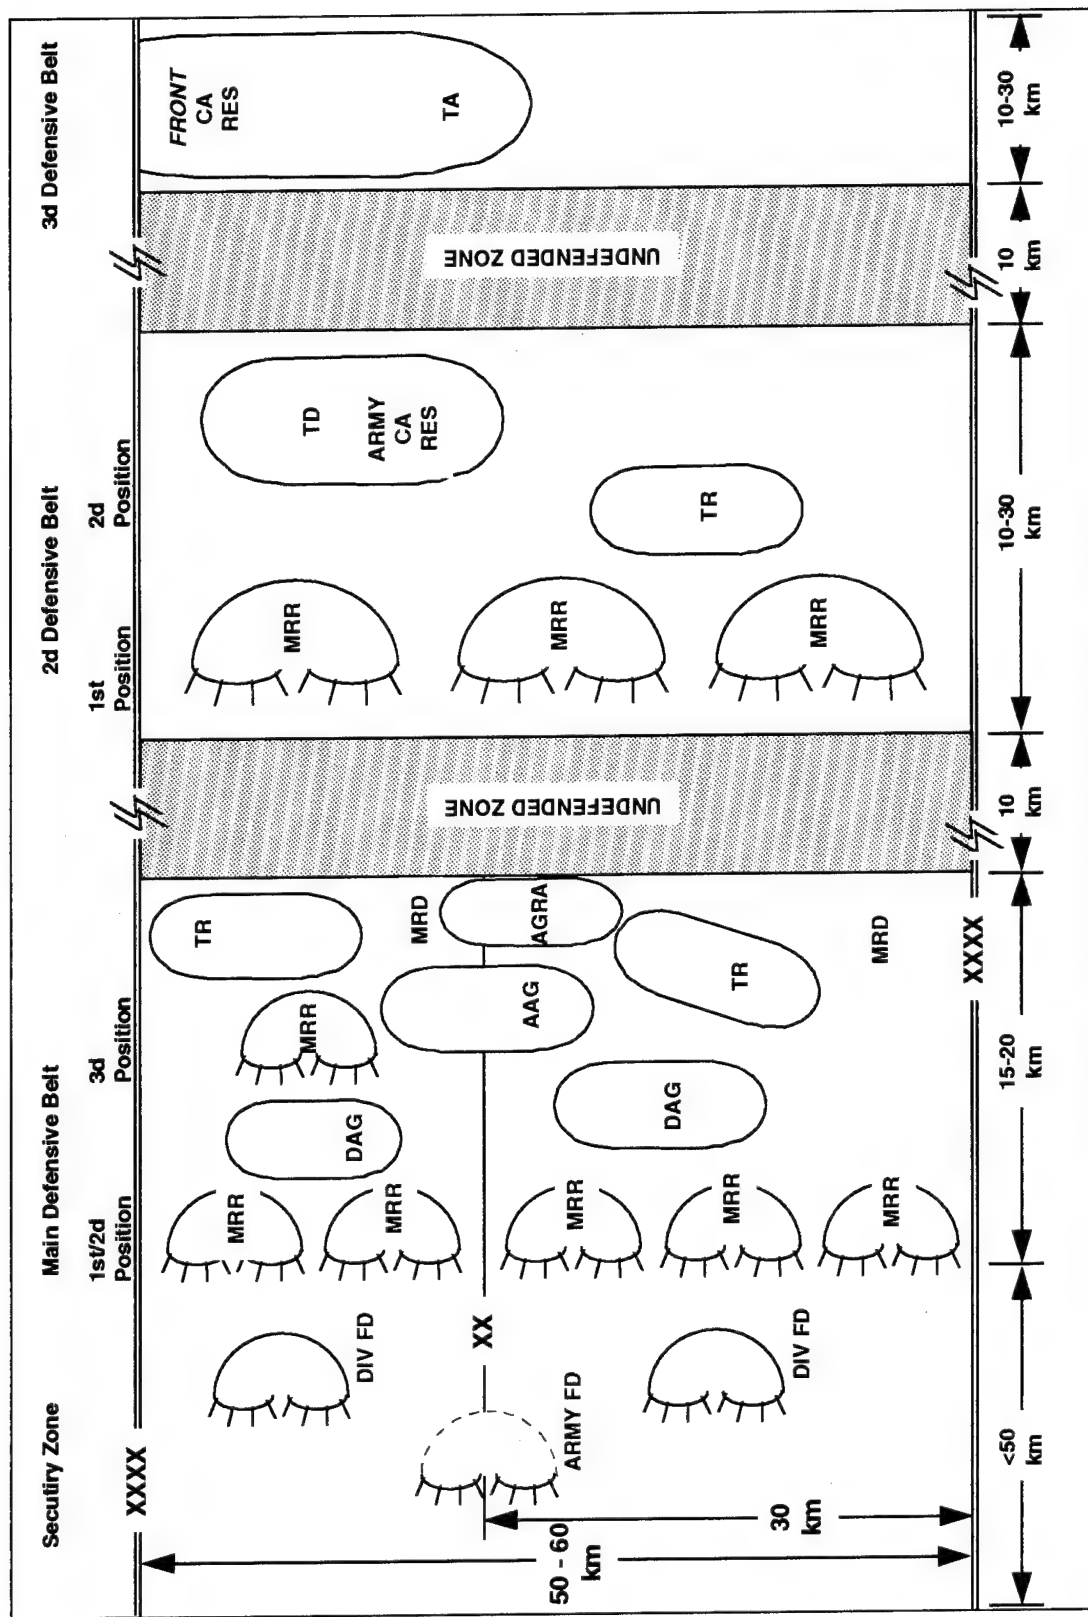 Secutiry Zone
Main Defensive Belt
2d Defensive Belt
3d Defensive Belt
1st/2d
Position
3d
Position
1st
Position
2d
Position
XXXX
DIV FD
ARMY FD
XX
DIV FD
MRR
MRR
MRR
MRR
MRR
DAG
DAG
MRR
TR
MRD
AAG
AGRA
TR
MRD
XXXX
UNDEFENDED ZONE
MRR
MRR
MRR
TD
ARMY
CA
RES
TR
UNDEFENDED ZONE
FRONT
CA
RES
TA
50 - 60
km
30
km
<50
km
15-20
km
10
km
10-30
km
10
km
10-30
km